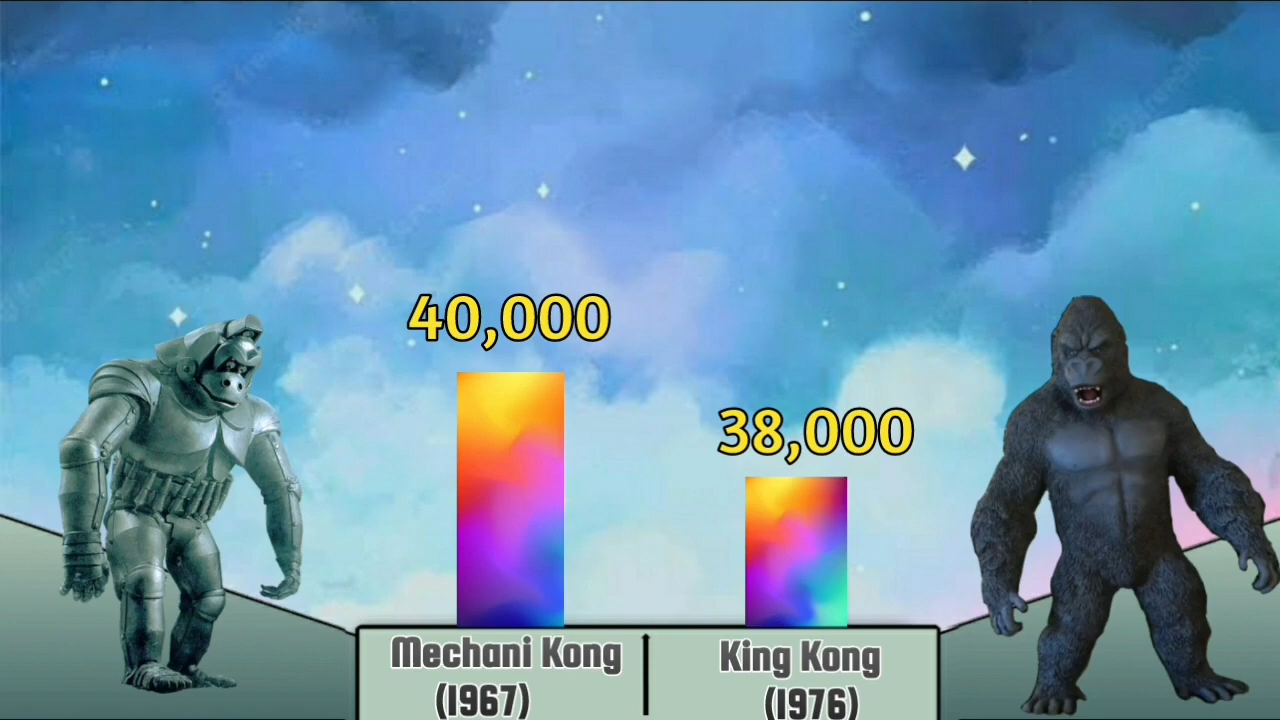 40,000
38,000
Mechani Kong
(1967)
King Kong
(1976)